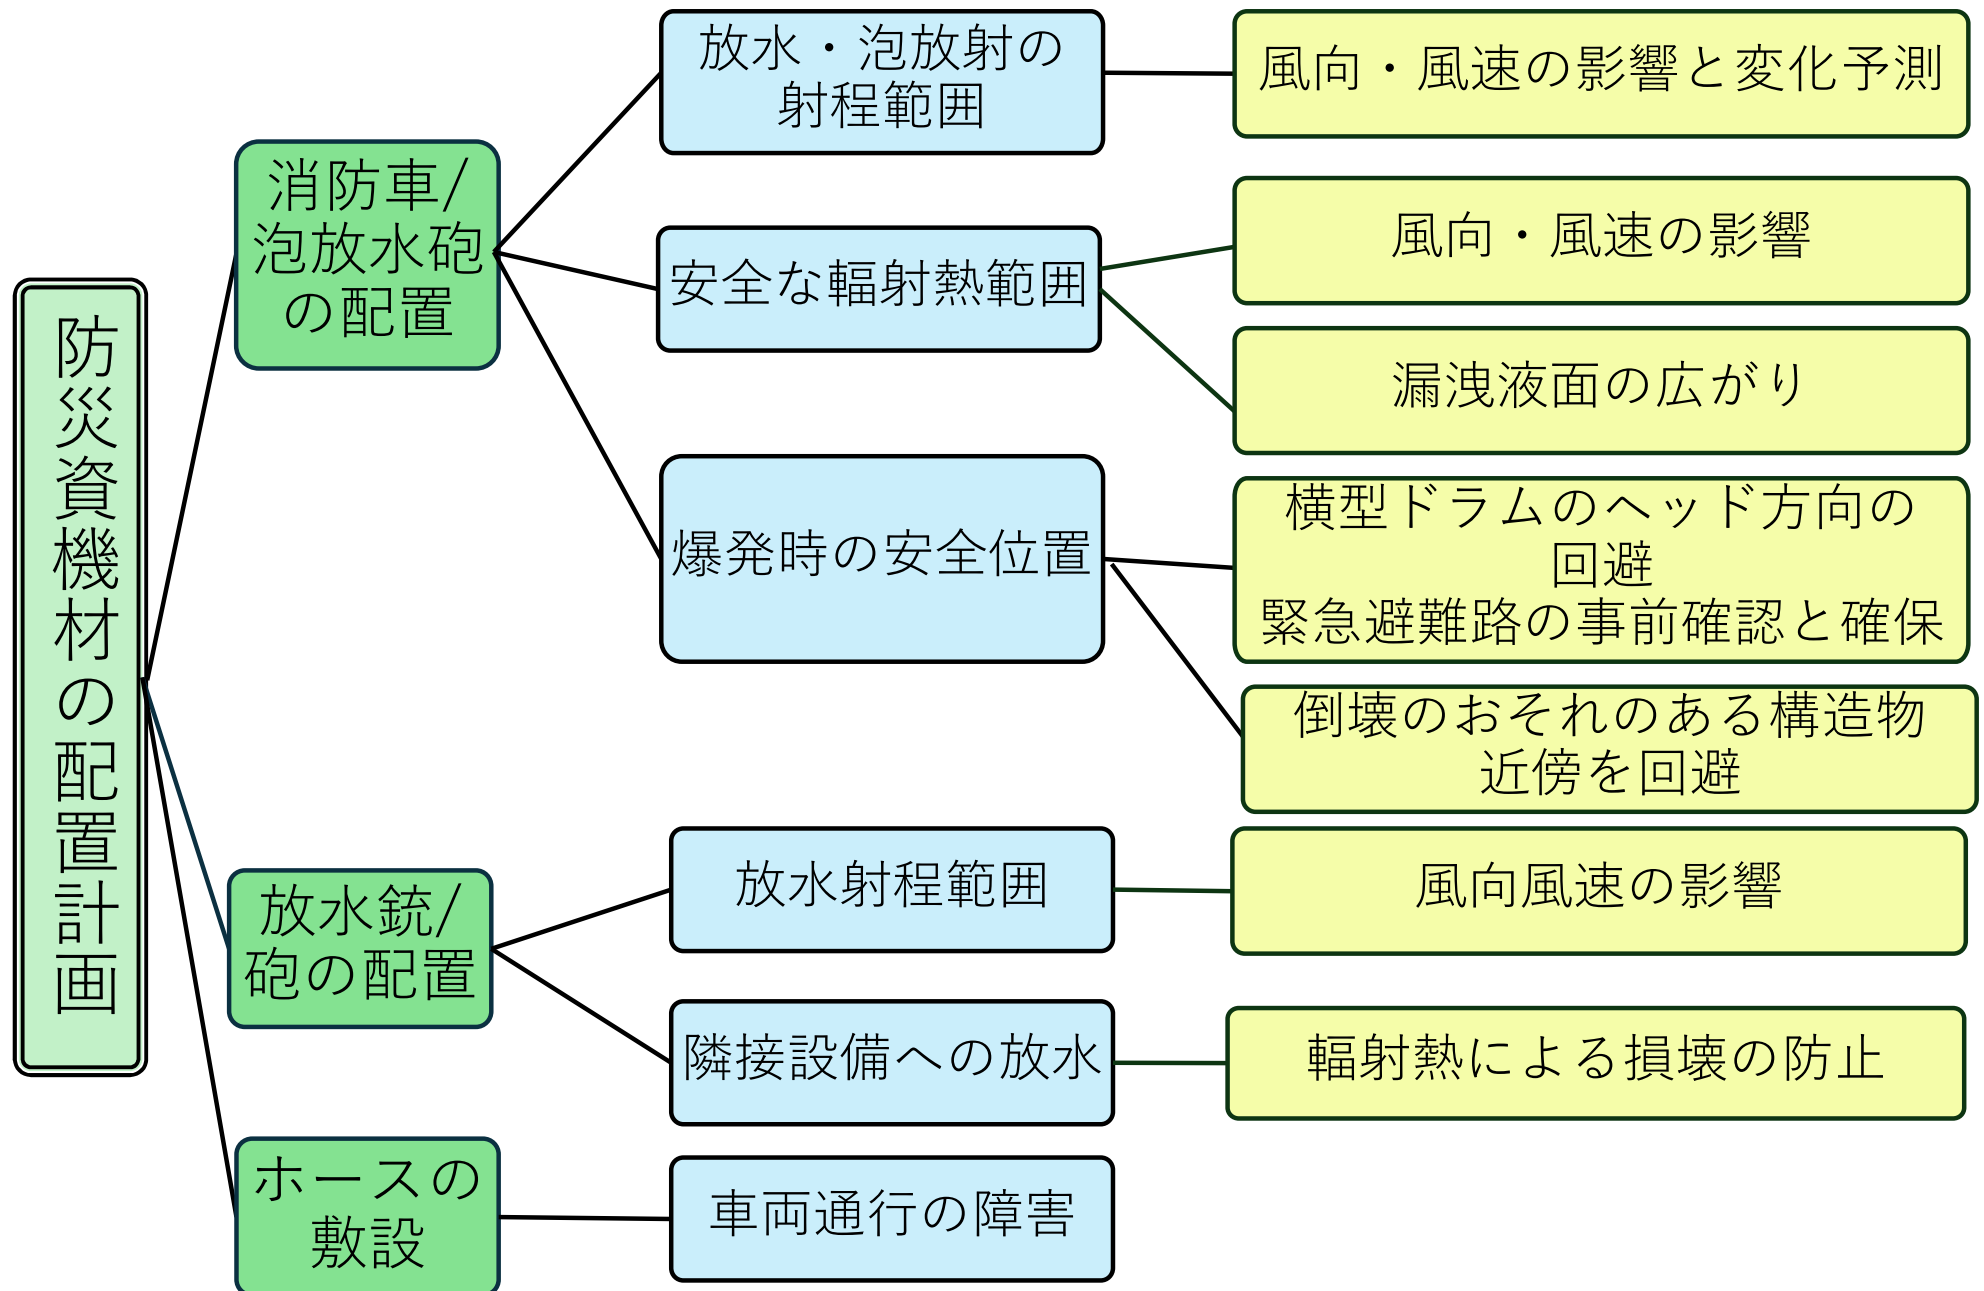 防災資機材の配置計画
消防車/
泡放水砲
の配置
放水・泡放射の
射程範囲
風向・風速の影響と変化予測
安全な輻射熱範囲
風向・風速の影響
漏洩液面の広がり
爆発時の安全位置
横型ドラムのヘッド方向の
回避
緊急避難路の事前確認と確保
倒壊のおそれのある構造物
近傍を回避
放水銃/
砲の配置
放水射程範囲
風向風速の影響
隣接設備への放水
輻射熱による損壊の防止
ホースの
敷設
車両通行の障害